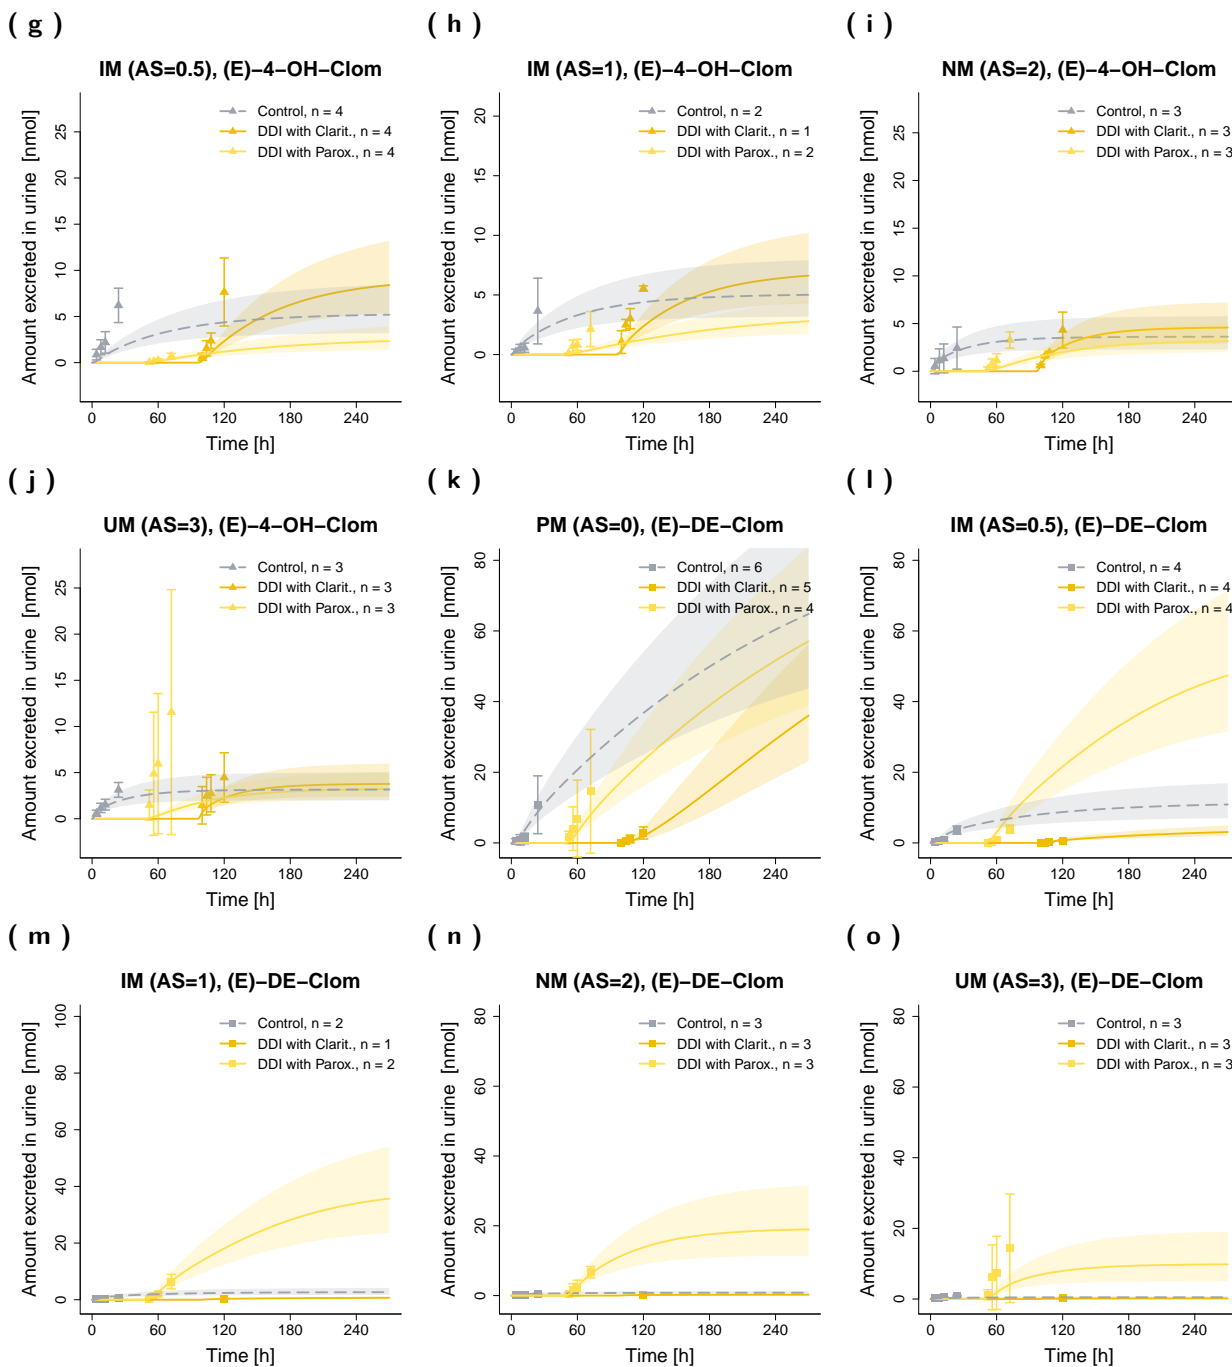 ( g )
IM (AS=0.5), (E)−4−OH−Clom
Amount excreted in urine [nmol]
25
20
15
10
5
0
Control, n = 4
DDI with Clarit., n = 4
DDI with Parox., n = 4
0 60 120 180 240
Time [h]
( h )
IM (AS=1), (E)−4−OH−Clom
Amount excreted in urine [nmol]
20
15
10
5
0
Control, n = 2
DDI with Clarit., n = 1
DDI with Parox., n = 2
0 60 120 180 240
Time [h]
( i )
NM (AS=2), (E)−4−OH−Clom
Amount excreted in urine [nmol]
25
20
15
10
5
0
Control, n = 3
DDI with Clarit., n = 3
DDI with Parox., n = 3
0 60 120 180 240
Time [h]
( j )
UM (AS=3), (E)−4−OH−Clom
Amount excreted in urine [nmol]
25
20
15
10
5
0
Control, n = 3
DDI with Clarit., n = 3
DDI with Parox., n = 3
0 60 120 180 240
Time [h]
( k )
PM (AS=0), (E)−DE−Clom
Amount excreted in urine [nmol]
80
60
40
20
0
Control, n = 6
DDI with Clarit., n = 5
DDI with Parox., n = 4
0 60 120 180 240
Time [h]
( l )
IM (AS=0.5), (E)−DE−Clom
Amount excreted in urine [nmol]
80
60
40
20
0
Control, n = 4
DDI with Clarit., n = 4
DDI with Parox., n = 4
0 60 120 180 240
Time [h]
( m )
IM (AS=1), (E)−DE−Clom
Amount excreted in urine [nmol]
100
80
60
40
20
0
Control, n = 2
DDI with Clarit., n = 1
DDI with Parox., n = 2
0 60 120 180 240
Time [h]
( n )
NM (AS=2), (E)−DE−Clom
Amount excreted in urine [nmol]
80
60
40
20
0
Control, n = 3
DDI with Clarit., n = 3
DDI with Parox., n = 3
0 60 120 180 240
Time [h]
( o )
UM (AS=3), (E)−DE−Clom
Amount excreted in urine [nmol]
80
60
40
20
0
Control, n = 3
DDI with Clarit., n = 3
DDI with Parox., n = 3
0 60 120 180 240
Time [h]